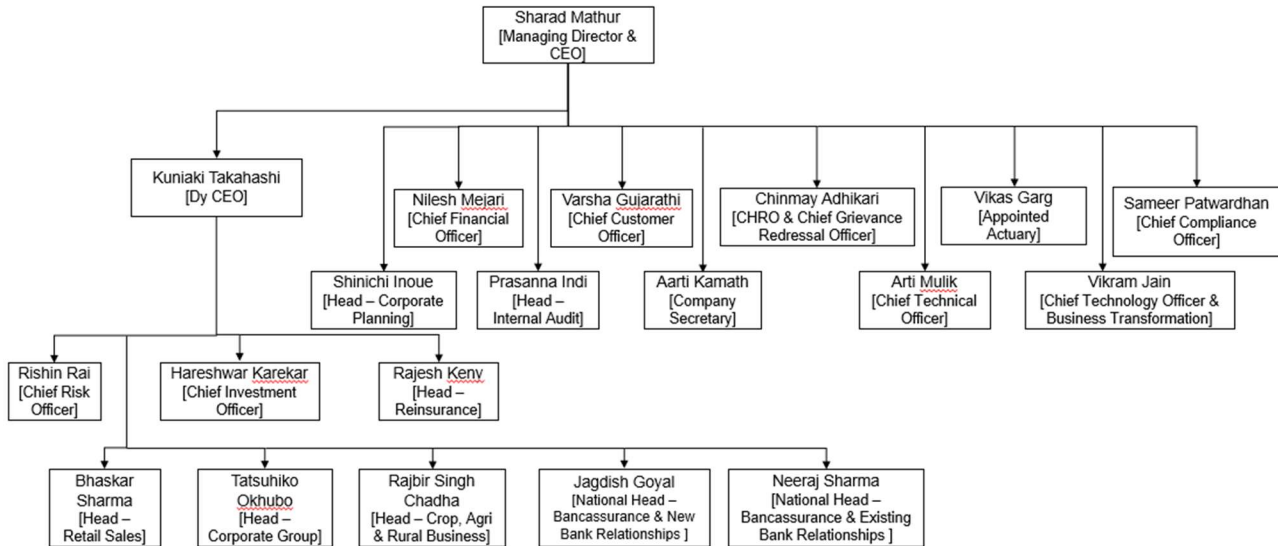 Sharad Mathur
[Managing Director &
CEO]
Kuniaki Takahashi
[Dy CEO]
Nilesh Mejari
[Chief Financial
Officer]
Varsha Gujarathi
[Chief Customer
Officer]
Chinmay Adhikari
[CHRO & Chief Grievance
Redressal Officer]
Vikas Garg
[Appointed
Actuary]
Sameer Patwardhan
[Chief Compliance
Officer]
Shinichi Inoue
[Head – Corporate
Planning]
Prasanna Indi
[Head –
Internal Audit]
Aarti Kamath
[Company
Secretary]
Arti Mulik
[Chief Technical
Officer]
Vikram Jain
[Chief Technology Officer &
Business Transformation]
Rishin Rai
[Chief Risk
Officer]
Hareshwar Karekar
[Chief Investment
Officer]
Rajesh Keny
[Head –
Reinsurance]
Bhaskar
Sharma
[Head –
Retail Sales]
Tatsuhiko
Okhubo
[Head –
Corporate Group]
Rajbir Singh
Chadha
[Head – Crop, Agri
& Rural Business]
Jagdish Goyal
[National Head –
Bancassurance & New
Bank Relationships ]
Neeraj Sharma
[National Head –
Bancassurance & Existing
Bank Relationships ]